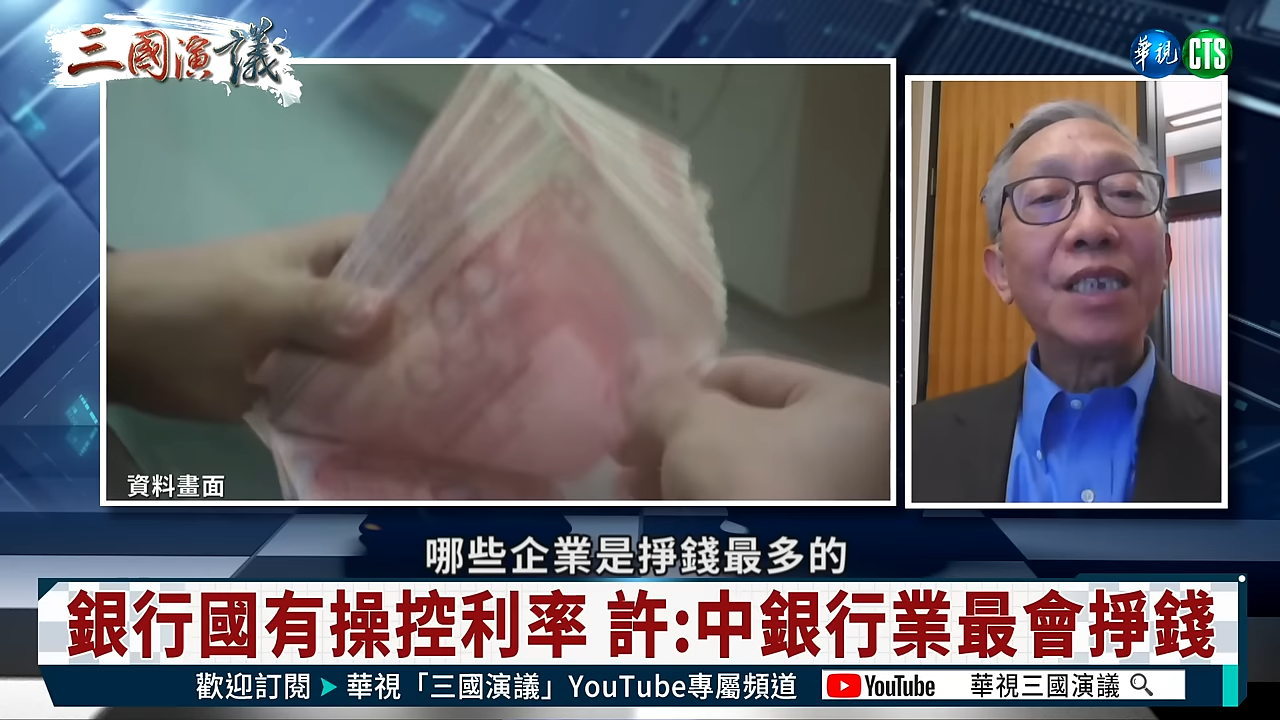 三國演議
華視 CTS
資料畫面
哪些企業是掙錢最多的
銀行國有操控利率 許:中銀行業最會掙錢
歡迎訂閱 華視「三國演議」YouTube專屬頻道 YouTube 華視三國演議